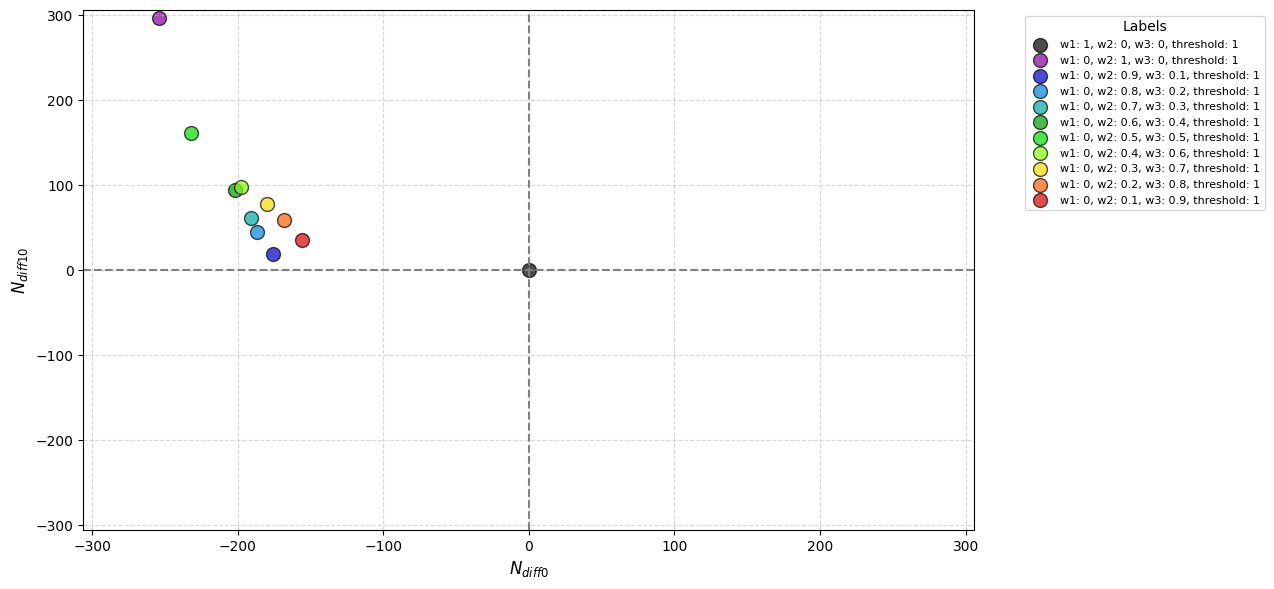 300
200
100
0
−100
−200
−300
N_{diff10}
−300
−200
−100
0
100
200
300
N_{diff0}
Labels
w1: 1, w2: 0, w3: 0, threshold: 1
w1: 0, w2: 1, w3: 0, threshold: 1
w1: 0, w2: 0.9, w3: 0.1, threshold: 1
w1: 0, w2: 0.8, w3: 0.2, threshold: 1
w1: 0, w2: 0.7, w3: 0.3, threshold: 1
w1: 0, w2: 0.6, w3: 0.4, threshold: 1
w1: 0, w2: 0.5, w3: 0.5, threshold: 1
w1: 0, w2: 0.4, w3: 0.6, threshold: 1
w1: 0, w2: 0.3, w3: 0.7, threshold: 1
w1: 0, w2: 0.2, w3: 0.8, threshold: 1
w1: 0, w2: 0.1, w3: 0.9, threshold: 1